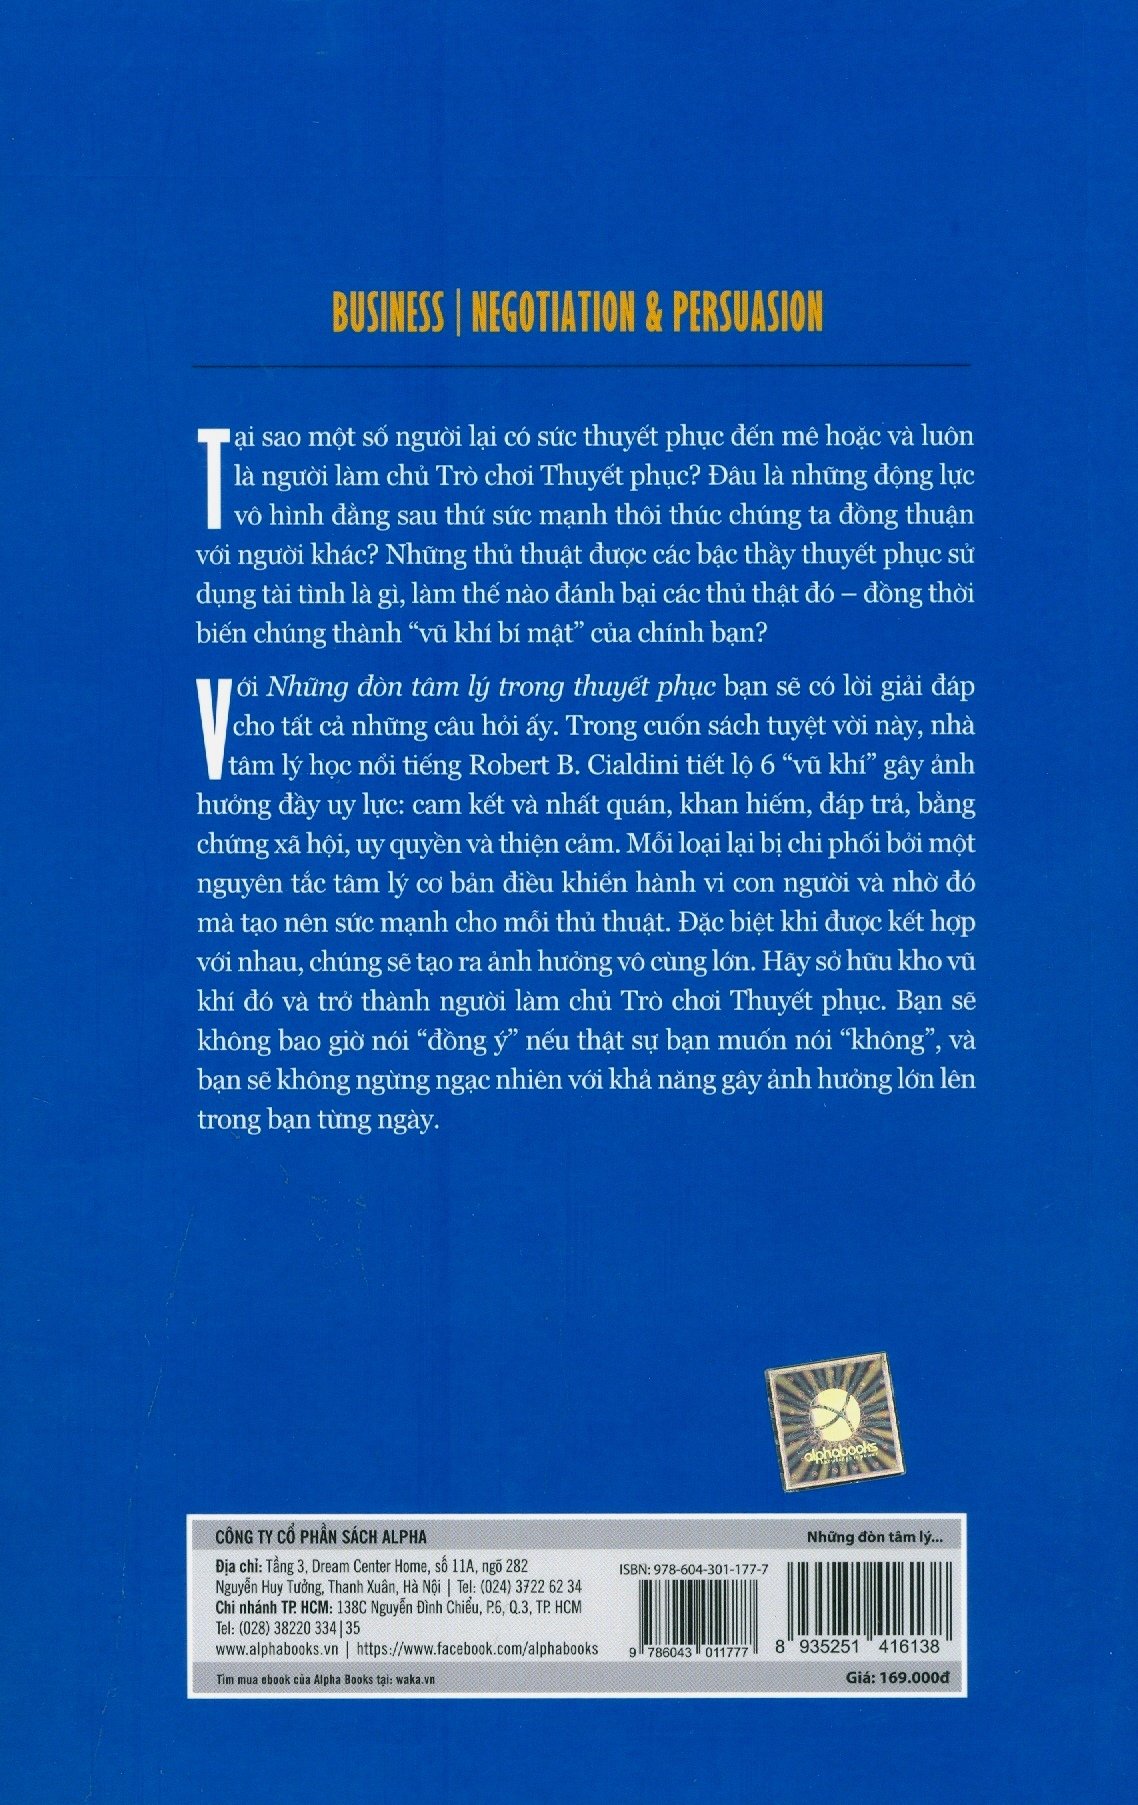 BUSINESS | NEGOTIATION & PERSUASION
Tại sao một số người lại có sức thuyết phục đến mê hoặc và luôn
là người làm chủ Trò chơi Thuyết phục? Đâu là những động lực
vô hình đằng sau thứ sức mạnh thôi thúc chúng ta đồng thuận
với người khác? Những thủ thuật được các bậc thầy thuyết phục sử
dụng tài tình là gì, làm thế nào đánh bại các thủ thật đó – đồng thời
biến chúng thành “vũ khí bí mật” của chính bạn?
Với Những đòn tâm lý trong thuyết phục bạn sẽ có lời giải đáp
cho tất cả những câu hỏi ấy. Trong cuốn sách tuyệt vời này, nhà
tâm lý học nổi tiếng Robert B. Cialdini tiết lộ 6 “vũ khí” gây ảnh
hưởng đầy uy lực: cam kết và nhất quán, khan hiếm, đáp trả, bằng
chứng xã hội, uy quyền và thiện cảm. Mỗi loại lại bị chi phối bởi một
nguyên tắc tâm lý cơ bản điều khiển hành vi con người và nhờ đó
mà tạo nên sức mạnh cho mỗi thủ thuật. Đặc biệt khi được kết hợp
với nhau, chúng sẽ tạo ra ảnh hưởng vô cùng lớn. Hãy sở hữu kho vũ
khí đó và trở thành người làm chủ Trò chơi Thuyết phục. Bạn sẽ
không bao giờ nói “đồng ý” nếu thật sự bạn muốn nói “không”, và
bạn sẽ không ngừng ngạc nhiên với khả năng gây ảnh hưởng lớn lên
trong bạn từng ngày.
alphabooks
CÔNG TY CỔ PHẦN SÁCH ALPHA
Những đòn tâm lý...
Địa chỉ: Tầng 3, Dream Center Home, số 11A, ngõ 282
Nguyễn Huy Tưởng, Thanh Xuân, Hà Nội | Tel: (024) 3722 62 34
Chi nhánh TP. HCM: 138C Nguyễn Đình Chiểu, P.6, Q.3, TP. HCM
Tel: (028) 38220 334|35
www.alphabooks.vn | https://www.facebook.com/alphabooks
ISBN: 978-604-301-177-7
9 786043 011777
8 935251 416138
Tìm mua ebook của Alpha Books tại: waka.vn
Giá: 169.000đ